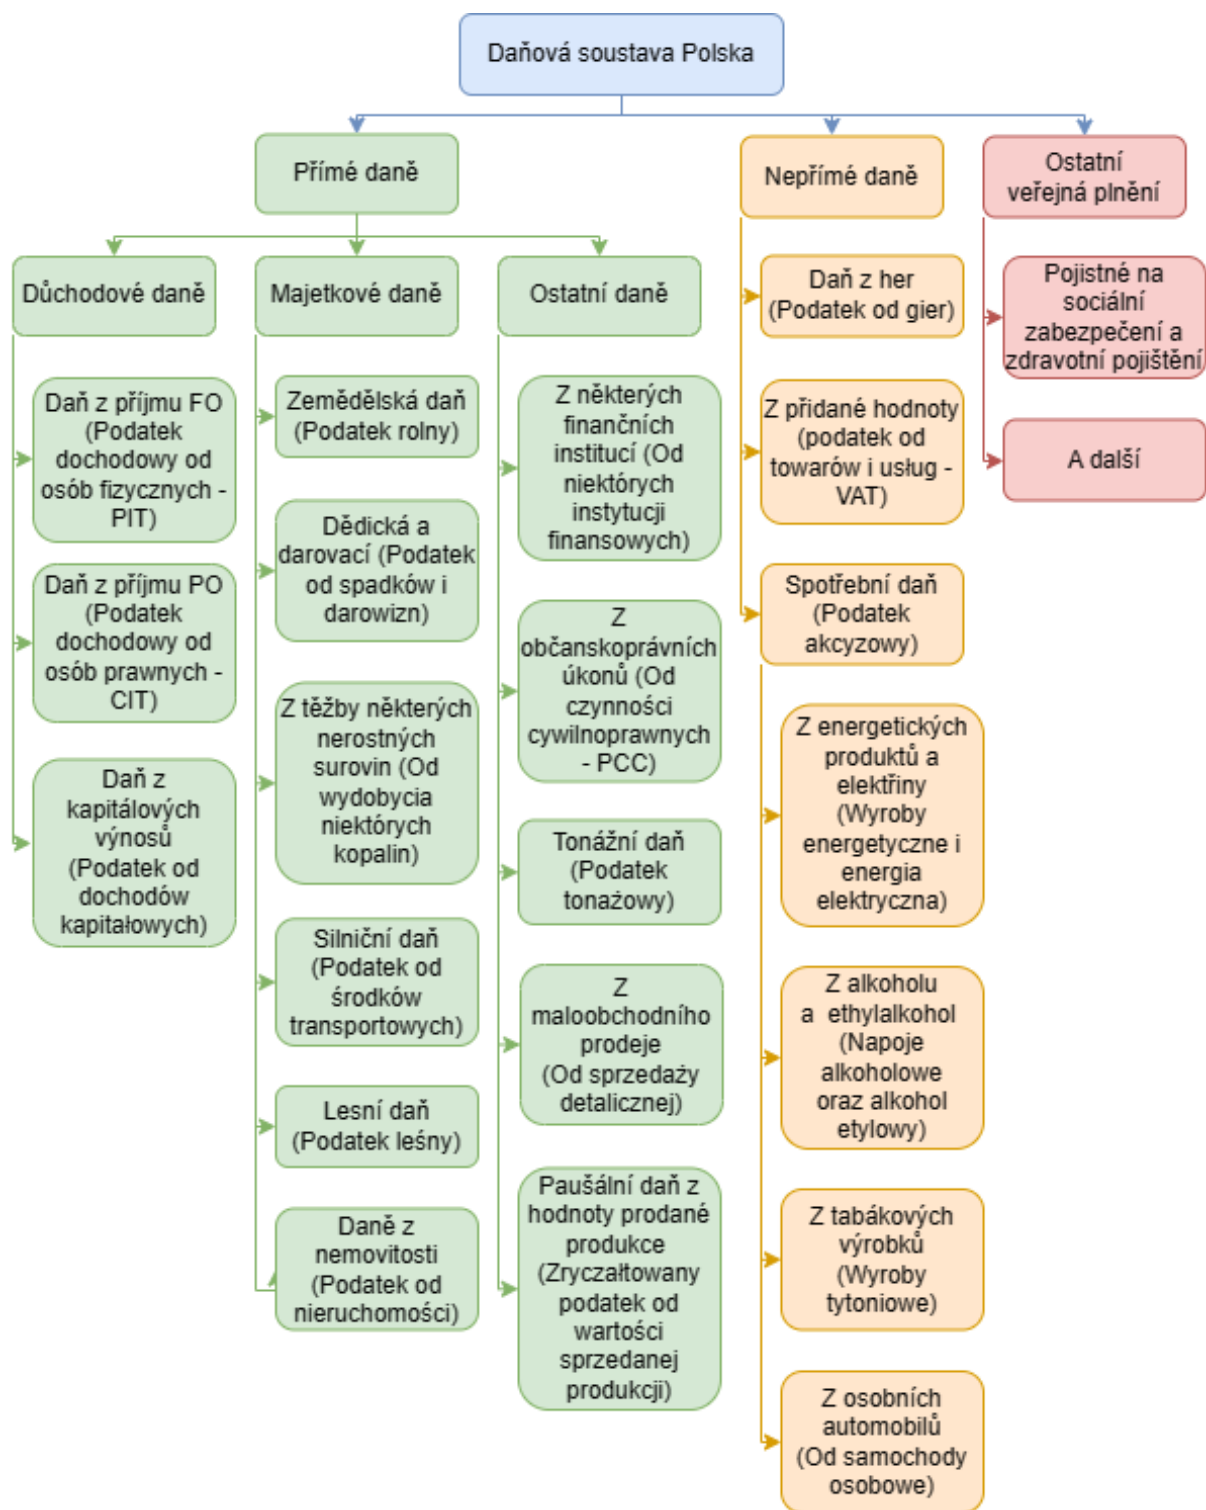 Daňová soustava Polska
Přímé daně
Nepřímé daně
Ostatní
veřejná plnění
Důchodové daně
Majetkové daně
Ostatní daně
Daň z příjmu FO
(Podatek
dochodowy od
osób fizycznych -
PIT)
Daň z příjmu PO
(Podatek
dochodowy od
osób prawnych -
CIT)
Daň z
kapitálových
výnosů
(Podatek od
dochodów
kapitałowych)
Zemědělská daň
(Podatek rolny)
Dědická a
darovací (Podatek
od spadków i
darowizn)
Z těžby některých
nerostných
surovin (Od
wydobycia
niektórych
kopalin)
Silniční daň
(Podatek od
środków
transportowych)
Lesní daň
(Podatek leśny)
Daně z
nemovitosti
(Podatek od
nieruchomości)
Z některých
finančních
institucí (Od
niektórych
instytucji
finansowych)
Z
občanskoprávních
úkonů (Od
czynności
cywilnoprawnych
- PCC)
Tonážní daň
(Podatek
tonażowy)
Z
maloobchodního
prodeje
(Od sprzedaży
detalicznej)
Paušální daň z
hodnoty prodané
produkce
(Zryczałtowany
podatek od
wartości
sprzedanej
produkcji)
Daň z her
(Podatek od gier)
Z přidané hodnoty
(podatek od
towarów i usług -
VAT)
Spotřební daň
(Podatek
akcyzowy)
Z energetických
produktů a
elektřiny
(Wyroby
energetyczne i
energia
elektryczna)
Z alkoholu
a ethylalkohol
(Napoje
alkoholowe
oraz alkohol
etylowy)
Z tabákových
výrobků
(Wyroby
tytoniowe)
Z osobních
automobilů
(Od samochody
osobowe)
Pojistné na
sociální
zabezpečení a
zdravotní pojištění
A další